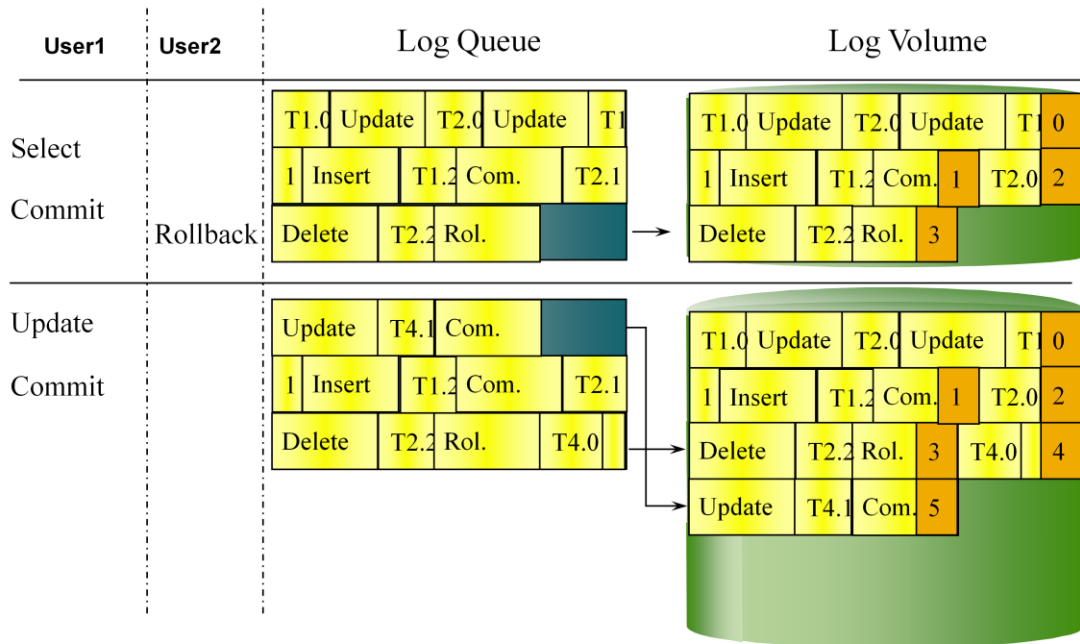 User1 User2 Log Queue Log Volume
T1.0 Update T2.0 Update T1 T1.0 Update T2.0 Update T1 0
Select
1 Insert T1.2 Com. T2.1 1 Insert T1.2 Com. 1 T2.0 2
Commit
Rollback Delete T2.2 Rol. Delete T2.2 Rol. 3
Update Update T4.1 Com. T1.0 Update T2.0 Update T1 0
Commit 1 Insert T1.2 Com. T2.1 1 Insert T1.2 Com. 1 T2.0 2
Delete T2.2 Rol. T4.0 Delete T2.2 Rol. 3 T4.0 4
Update T4.1 Com. 5